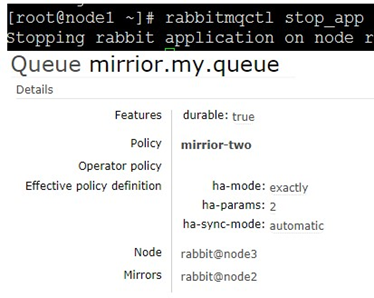 [root@node1 ~]# rabbitmqctl stop_app
Stopping rabbit application on node r
Queue mirrior.my.queue
Details
Features durable: true
Policy mirrior-two
Operator policy
Effective policy definition ha-mode: exactly
ha-params: 2
ha-sync-mode: automatic
Node rabbit@node3
Mirrors rabbit@node2